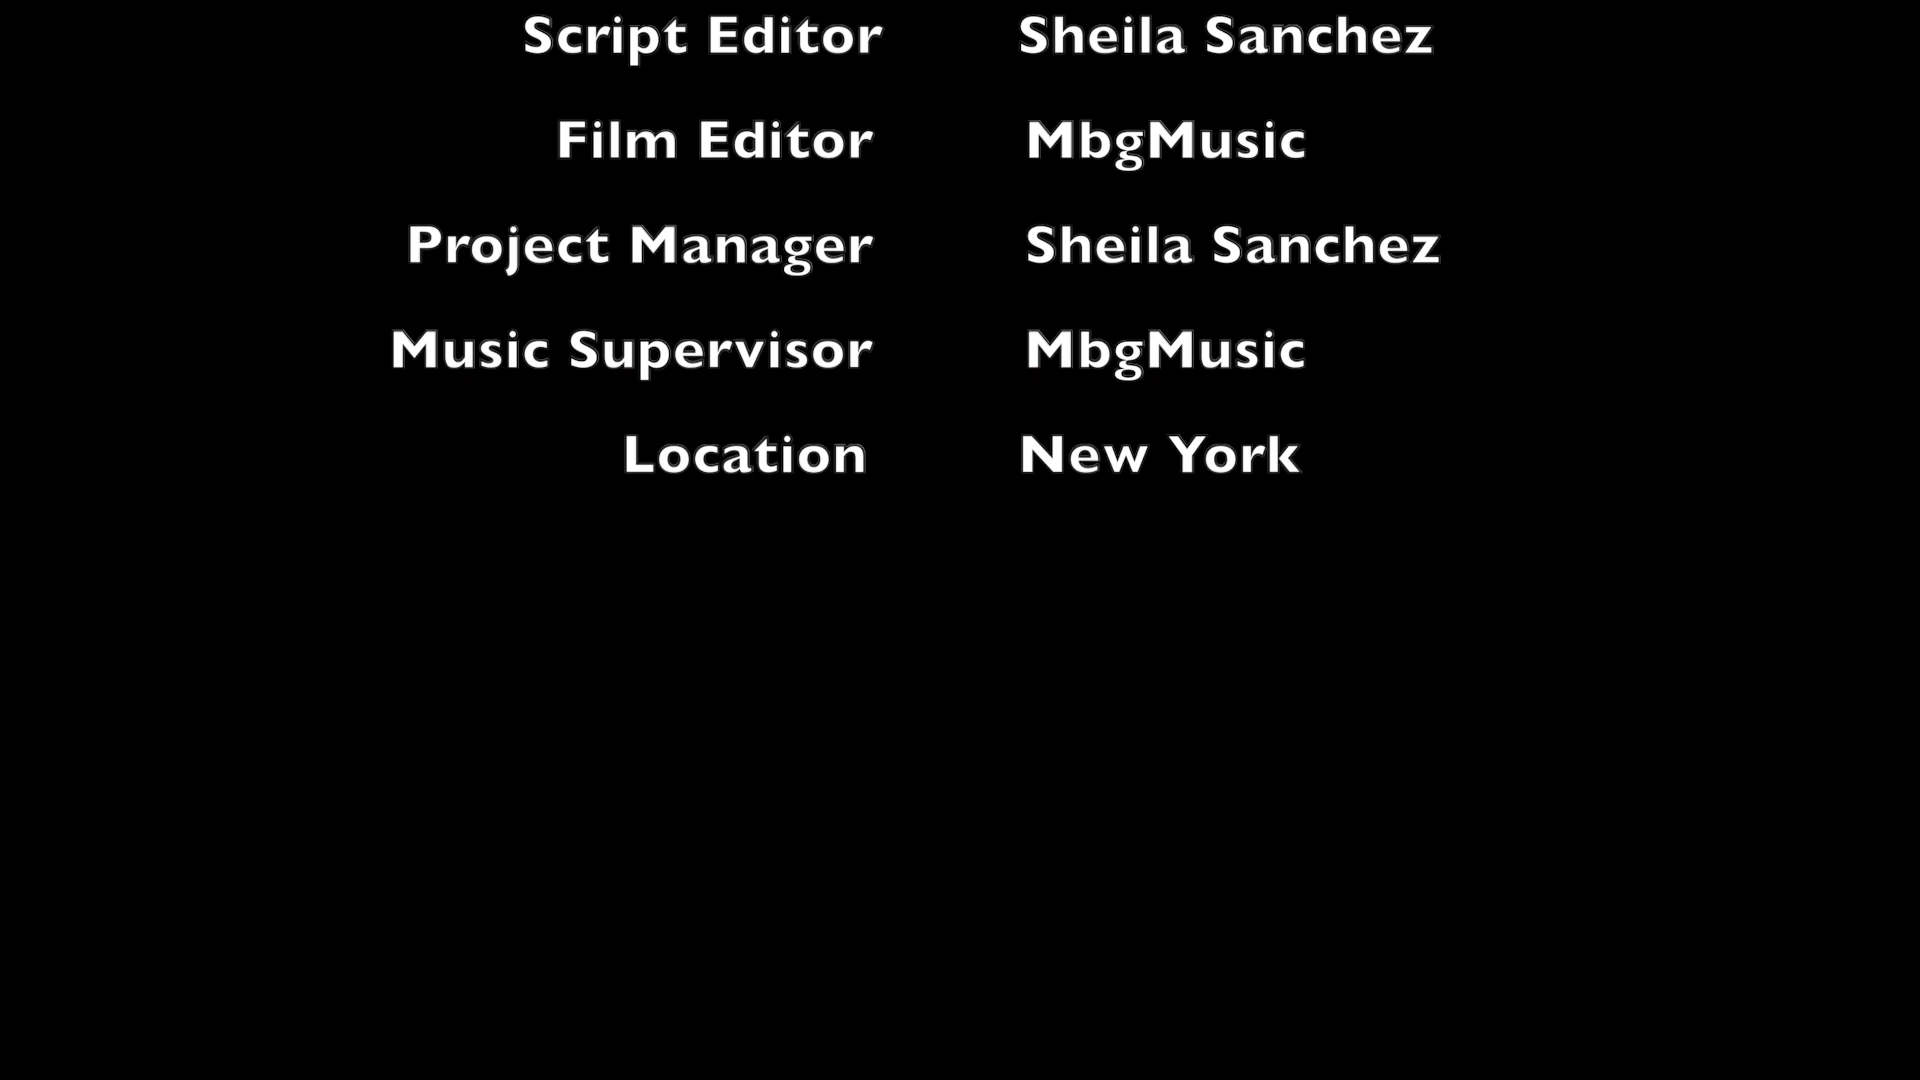 Script Editor Sheila Sanchez
Film Editor MbgMusic
Project Manager Sheila Sanchez
Music Supervisor MbgMusic
Location New York